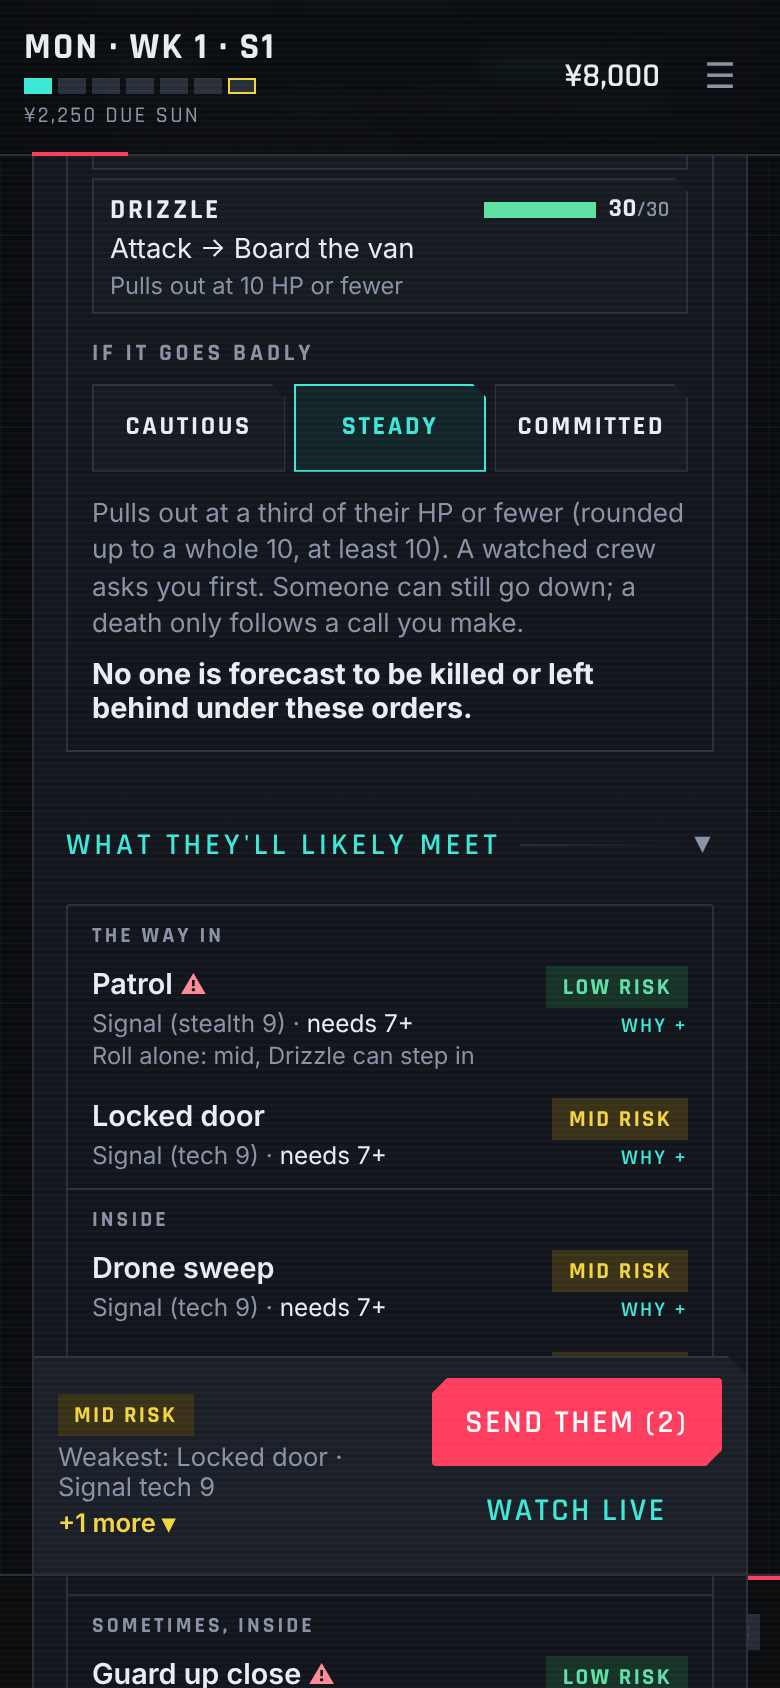 MON · WK 1 · S1
¥8,000
☰
¥2,250 DUE SUN
DRIZZLE 30/30
Attack → Board the van
Pulls out at 10 HP or fewer
IF IT GOES BADLY
CAUTIOUS STEADY COMMITTED
Pulls out at a third of their HP or fewer (rounded
up to a whole 10, at least 10). A watched crew
asks you first. Someone can still go down; a
death only follows a call you make.
No one is forecast to be killed or left
behind under these orders.
WHAT THEY'LL LIKELY MEET ▼
THE WAY IN
Patrol ⚠ LOW RISK
Signal (stealth 9) · needs 7+ WHY +
Roll alone: mid, Drizzle can step in
Locked door MID RISK
Signal (tech 9) · needs 7+ WHY +
INSIDE
Drone sweep MID RISK
Signal (tech 9) · needs 7+ WHY +
MID RISK
Weakest: Locked door ·
Signal tech 9
+1 more ▾
SEND THEM (2)
WATCH LIVE
SOMETIMES, INSIDE
Guard up close ⚠ LOW RISK